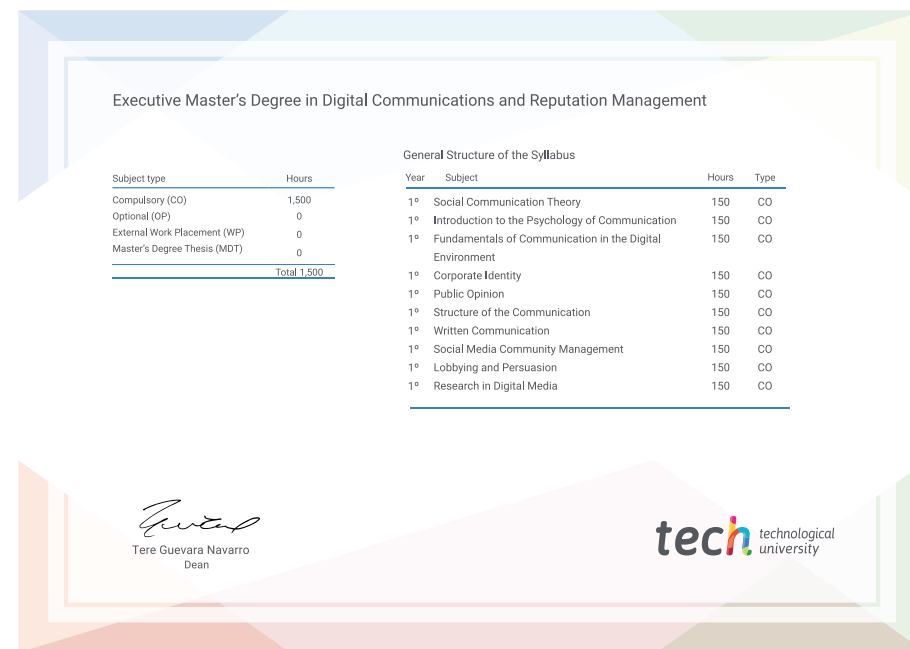 Executive Master's Degree in Digital Communications and Reputation Management
Subject type Hours
Compulsory (CO) 1,500
Optional (OP) 0
External Work Placement (WP) 0
Master's Degree Thesis (MDT) 0
Total 1,500
General Structure of the Syllabus
Year Subject Hours Type
1º Social Communication Theory 150 CO
1º Introduction to the Psychology of Communication 150 CO
1º Fundamentals of Communication in the Digital 150 CO
Environment
1º Corporate Identity 150 CO
1º Public Opinion 150 CO
1º Structure of the Communication 150 CO
1º Written Communication 150 CO
1º Social Media Community Management 150 CO
1º Lobbying and Persuasion 150 CO
1º Research in Digital Media 150 CO
Tere Guevara Navarro
Dean
tech technological
university